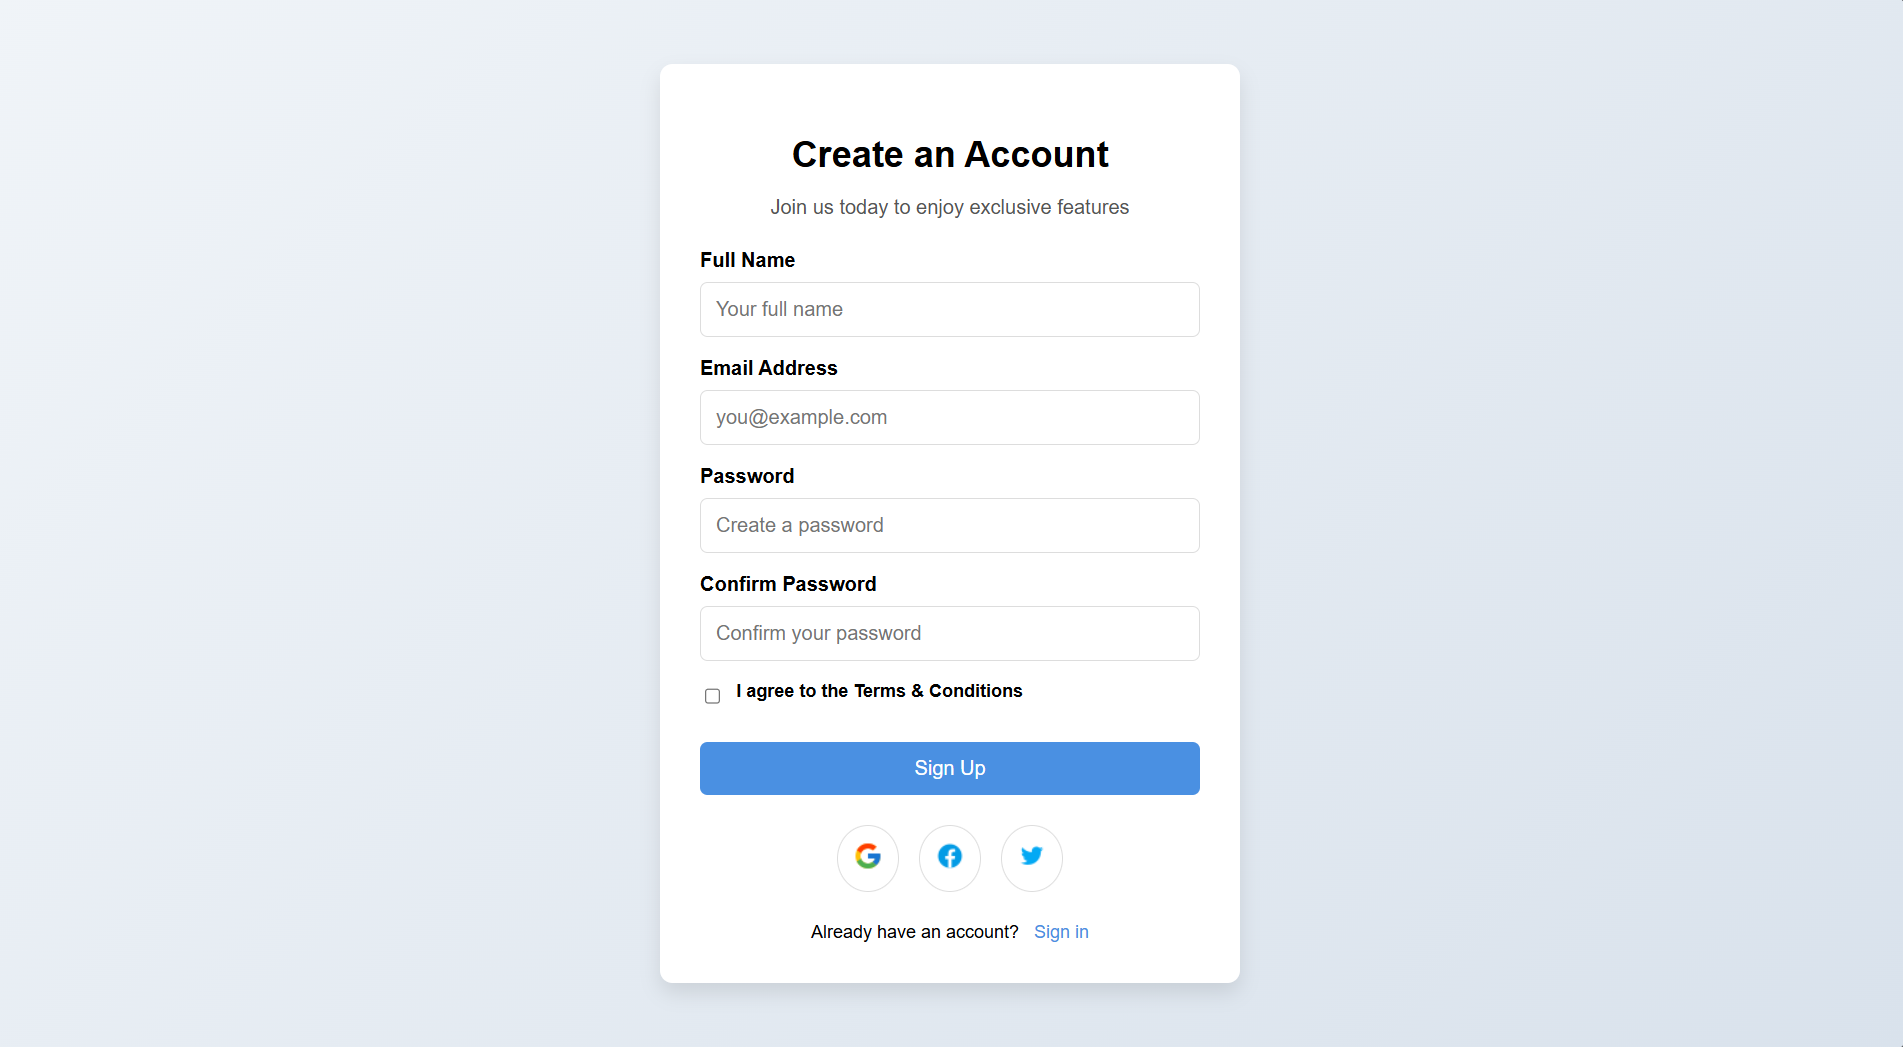 Create an Account
Join us today to enjoy exclusive features
Full Name
Your full name
Email Address
you@example.com
Password
Create a password
Confirm Password
Confirm your password
I agree to the Terms & Conditions
Sign Up
Already have an account? Sign in